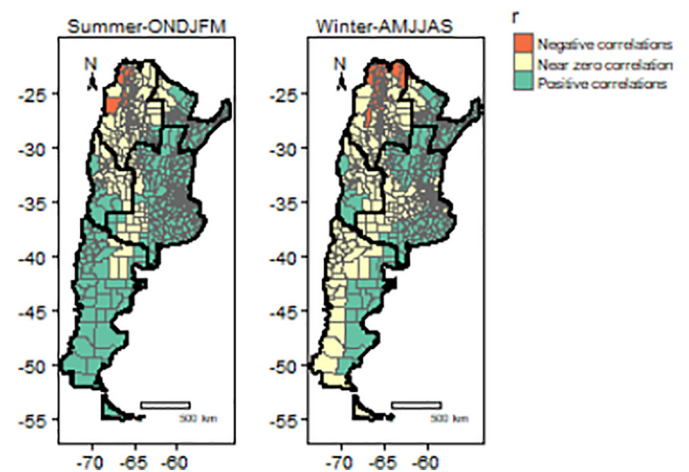 Summer-ONDJFM
Winter-AMJJAS
r
Negative correlations
Near zero correlation
Positive correlations
N
N
-25
-30
-35
-40
-45
-50
-55
-25
-30
-35
-40
-45
-50
-55
500 km
500 km
-70 -65 -60
-70 -65 -60